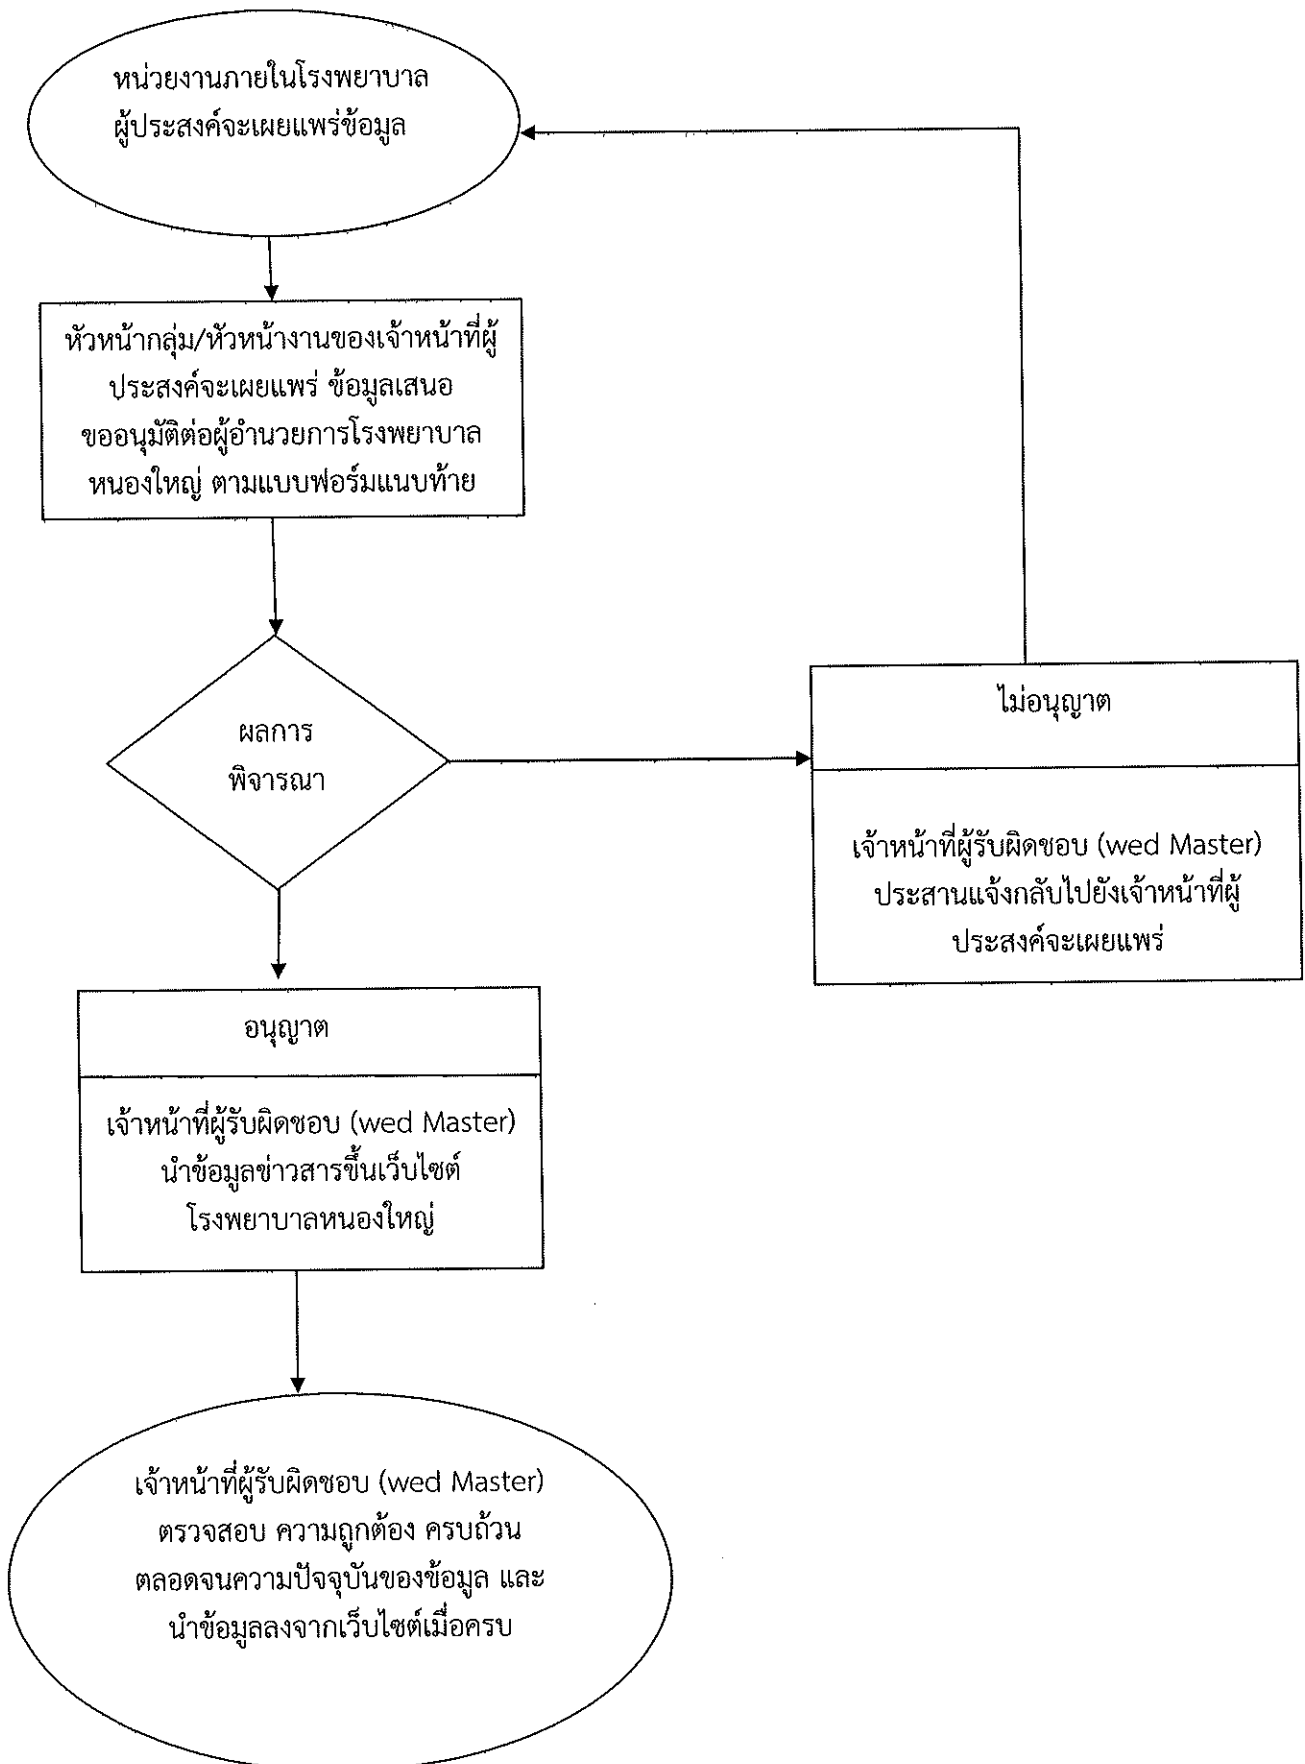 หน่วยงานภายในโรงพยาบาล
ผู้ประสงค์จะเผยแพร่ข้อมูล
หัวหน้ากลุ่ม/หัวหน้างานของเจ้าหน้าที่ผู้
ประสงค์จะเผยแพร่ ข้อมูลเสนอ
ขออนุมัติต่อผู้อำนวยการโรงพยาบาล
หนองใหญ่ ตามแบบฟอร์มแนบท้าย
ผลการ
พิจารณา
ไม่อนุญาต
เจ้าหน้าที่ผู้รับผิดชอบ (wed Master)
ประสานแจ้งกลับไปยังเจ้าหน้าที่ผู้
ประสงค์จะเผยแพร่
อนุญาต
เจ้าหน้าที่ผู้รับผิดชอบ (wed Master)
นำข้อมูลข่าวสารขึ้นเว็บไซต์
โรงพยาบาลหนองใหญ่
เจ้าหน้าที่ผู้รับผิดชอบ (wed Master)
ตรวจสอบ ความถูกต้อง ครบถ้วน
ตลอดจนความปัจจุบันของข้อมูล และ
นำข้อมูลลงจากเว็บไซต์เมื่อครบ